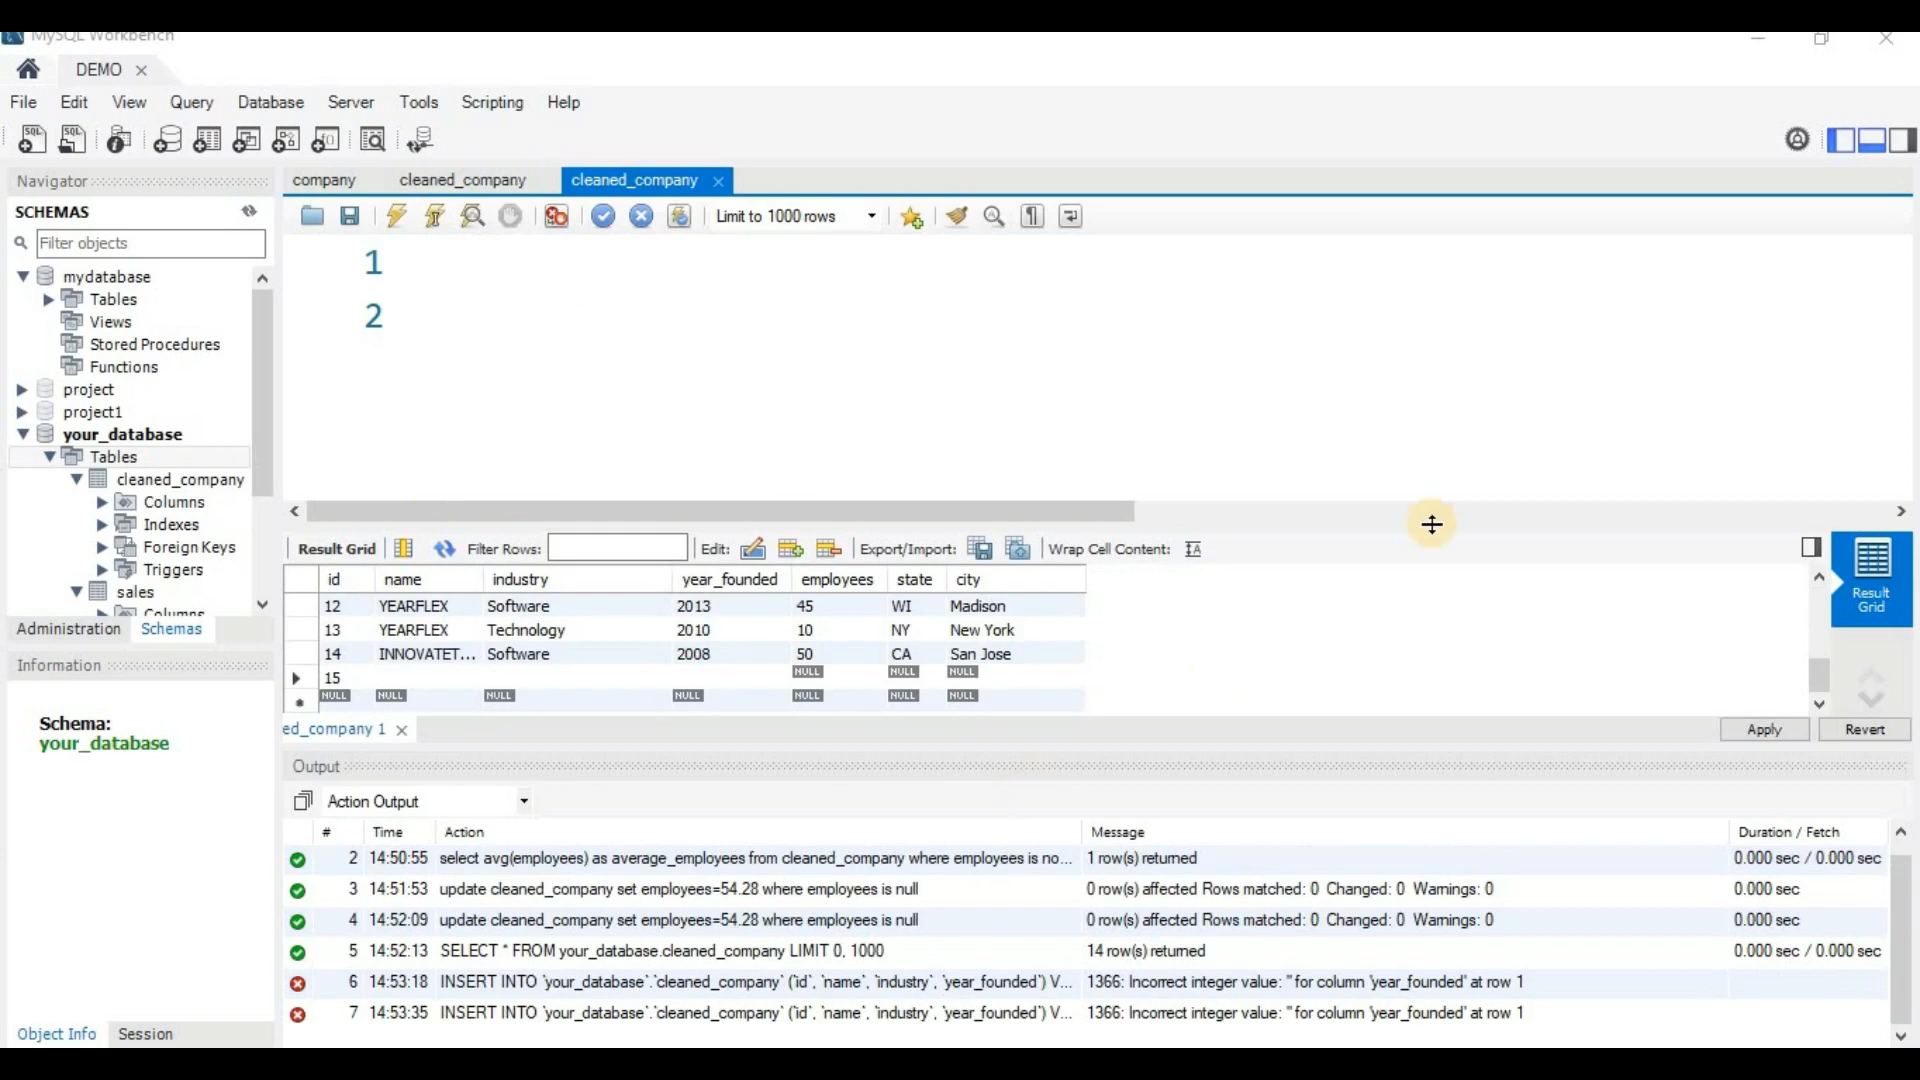 MySQL Workbench
DEMO
File Edit View Query Database Server Tools Scripting Help
Navigator
SCHEMAS
Filter objects
mydatabase
Tables
Views
Stored Procedures
Functions
project
project1
your_database
Tables
cleaned_company
Columns
Indexes
Foreign Keys
Triggers
sales
Columns
Administration Schemas
Information
Schema:
your_database
Object Info Session
company cleaned_company cleaned_company
Limit to 1000 rows
1
2
Result Grid Filter Rows: Edit: Export/Import: Wrap Cell Content:
id name industry year_founded employees state city
12 YEARFLEX Software 2013 45 WI Madison
13 YEARFLEX Technology 2010 10 NY New York
14 INNOVATET... Software 2008 50 CA San Jose
15 NULL NULL NULL
NULL NULL NULL NULL NULL NULL NULL
Result
Grid
ed_company 1
Apply Revert
Output
Action Output
# Time Action Message Duration / Fetch
2 14:50:55 select avg(employees) as average_employees from cleaned_company where employees is no... 1 row(s) returned 0.000 sec / 0.000 sec
3 14:51:53 update cleaned_company set employees=54.28 where employees is null 0 row(s) affected Rows matched: 0 Changed: 0 Warnings: 0 0.000 sec
4 14:52:09 update cleaned_company set employees=54.28 where employees is null 0 row(s) affected Rows matched: 0 Changed: 0 Warnings: 0 0.000 sec
5 14:52:13 SELECT * FROM your_database.cleaned_company LIMIT 0, 1000 14 row(s) returned 0.000 sec / 0.000 sec
6 14:53:18 INSERT INTO `your_database`.`cleaned_company` (`id`, `name`, `industry`, `year_founded`) V... 1366: Incorrect integer value: '' for column 'year_founded' at row 1
7 14:53:35 INSERT INTO `your_database`.`cleaned_company` (`id`, `name`, `industry`, `year_founded`) V... 1366: Incorrect integer value: '' for column 'year_founded' at row 1